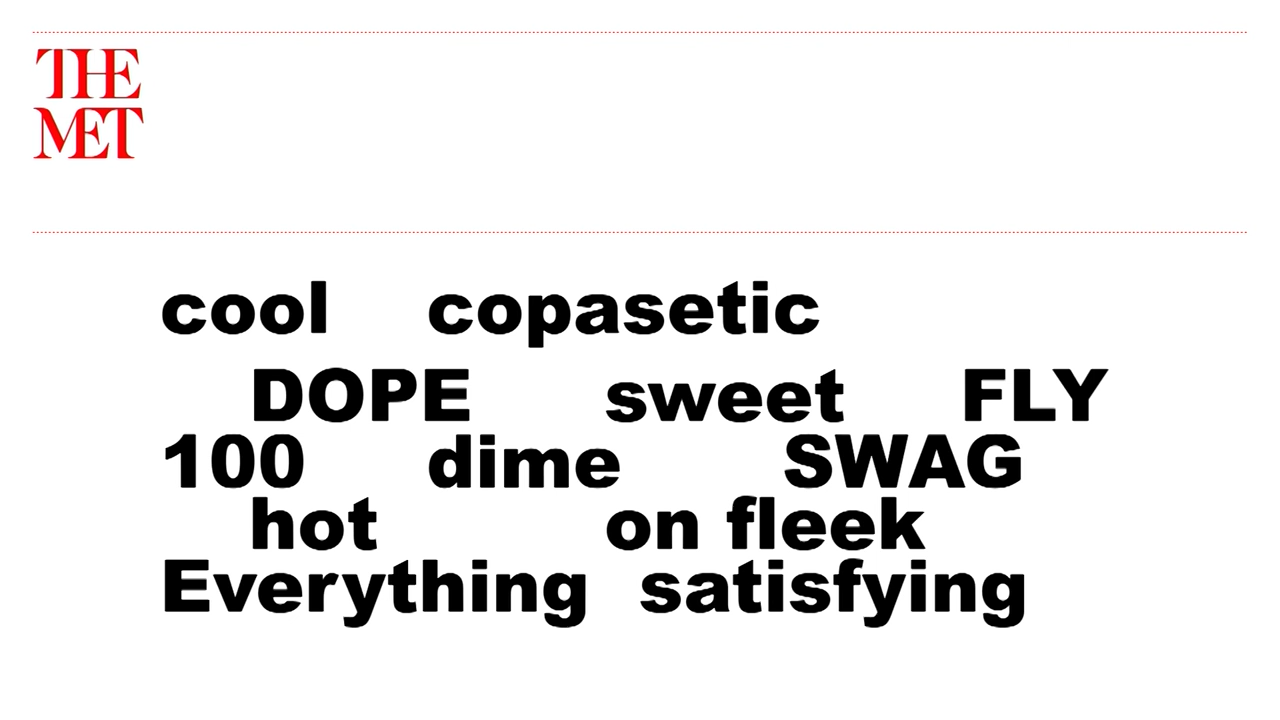 THE
MET
cool copasetic
DOPE sweet FLY
100 dime SWAG
hot on fleek
Everything satisfying